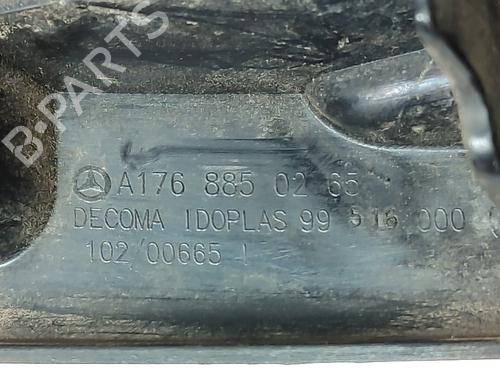 B-PARTS
A176 885 02 65
DECOMA IDOPLAS 99 516 000
102 00665